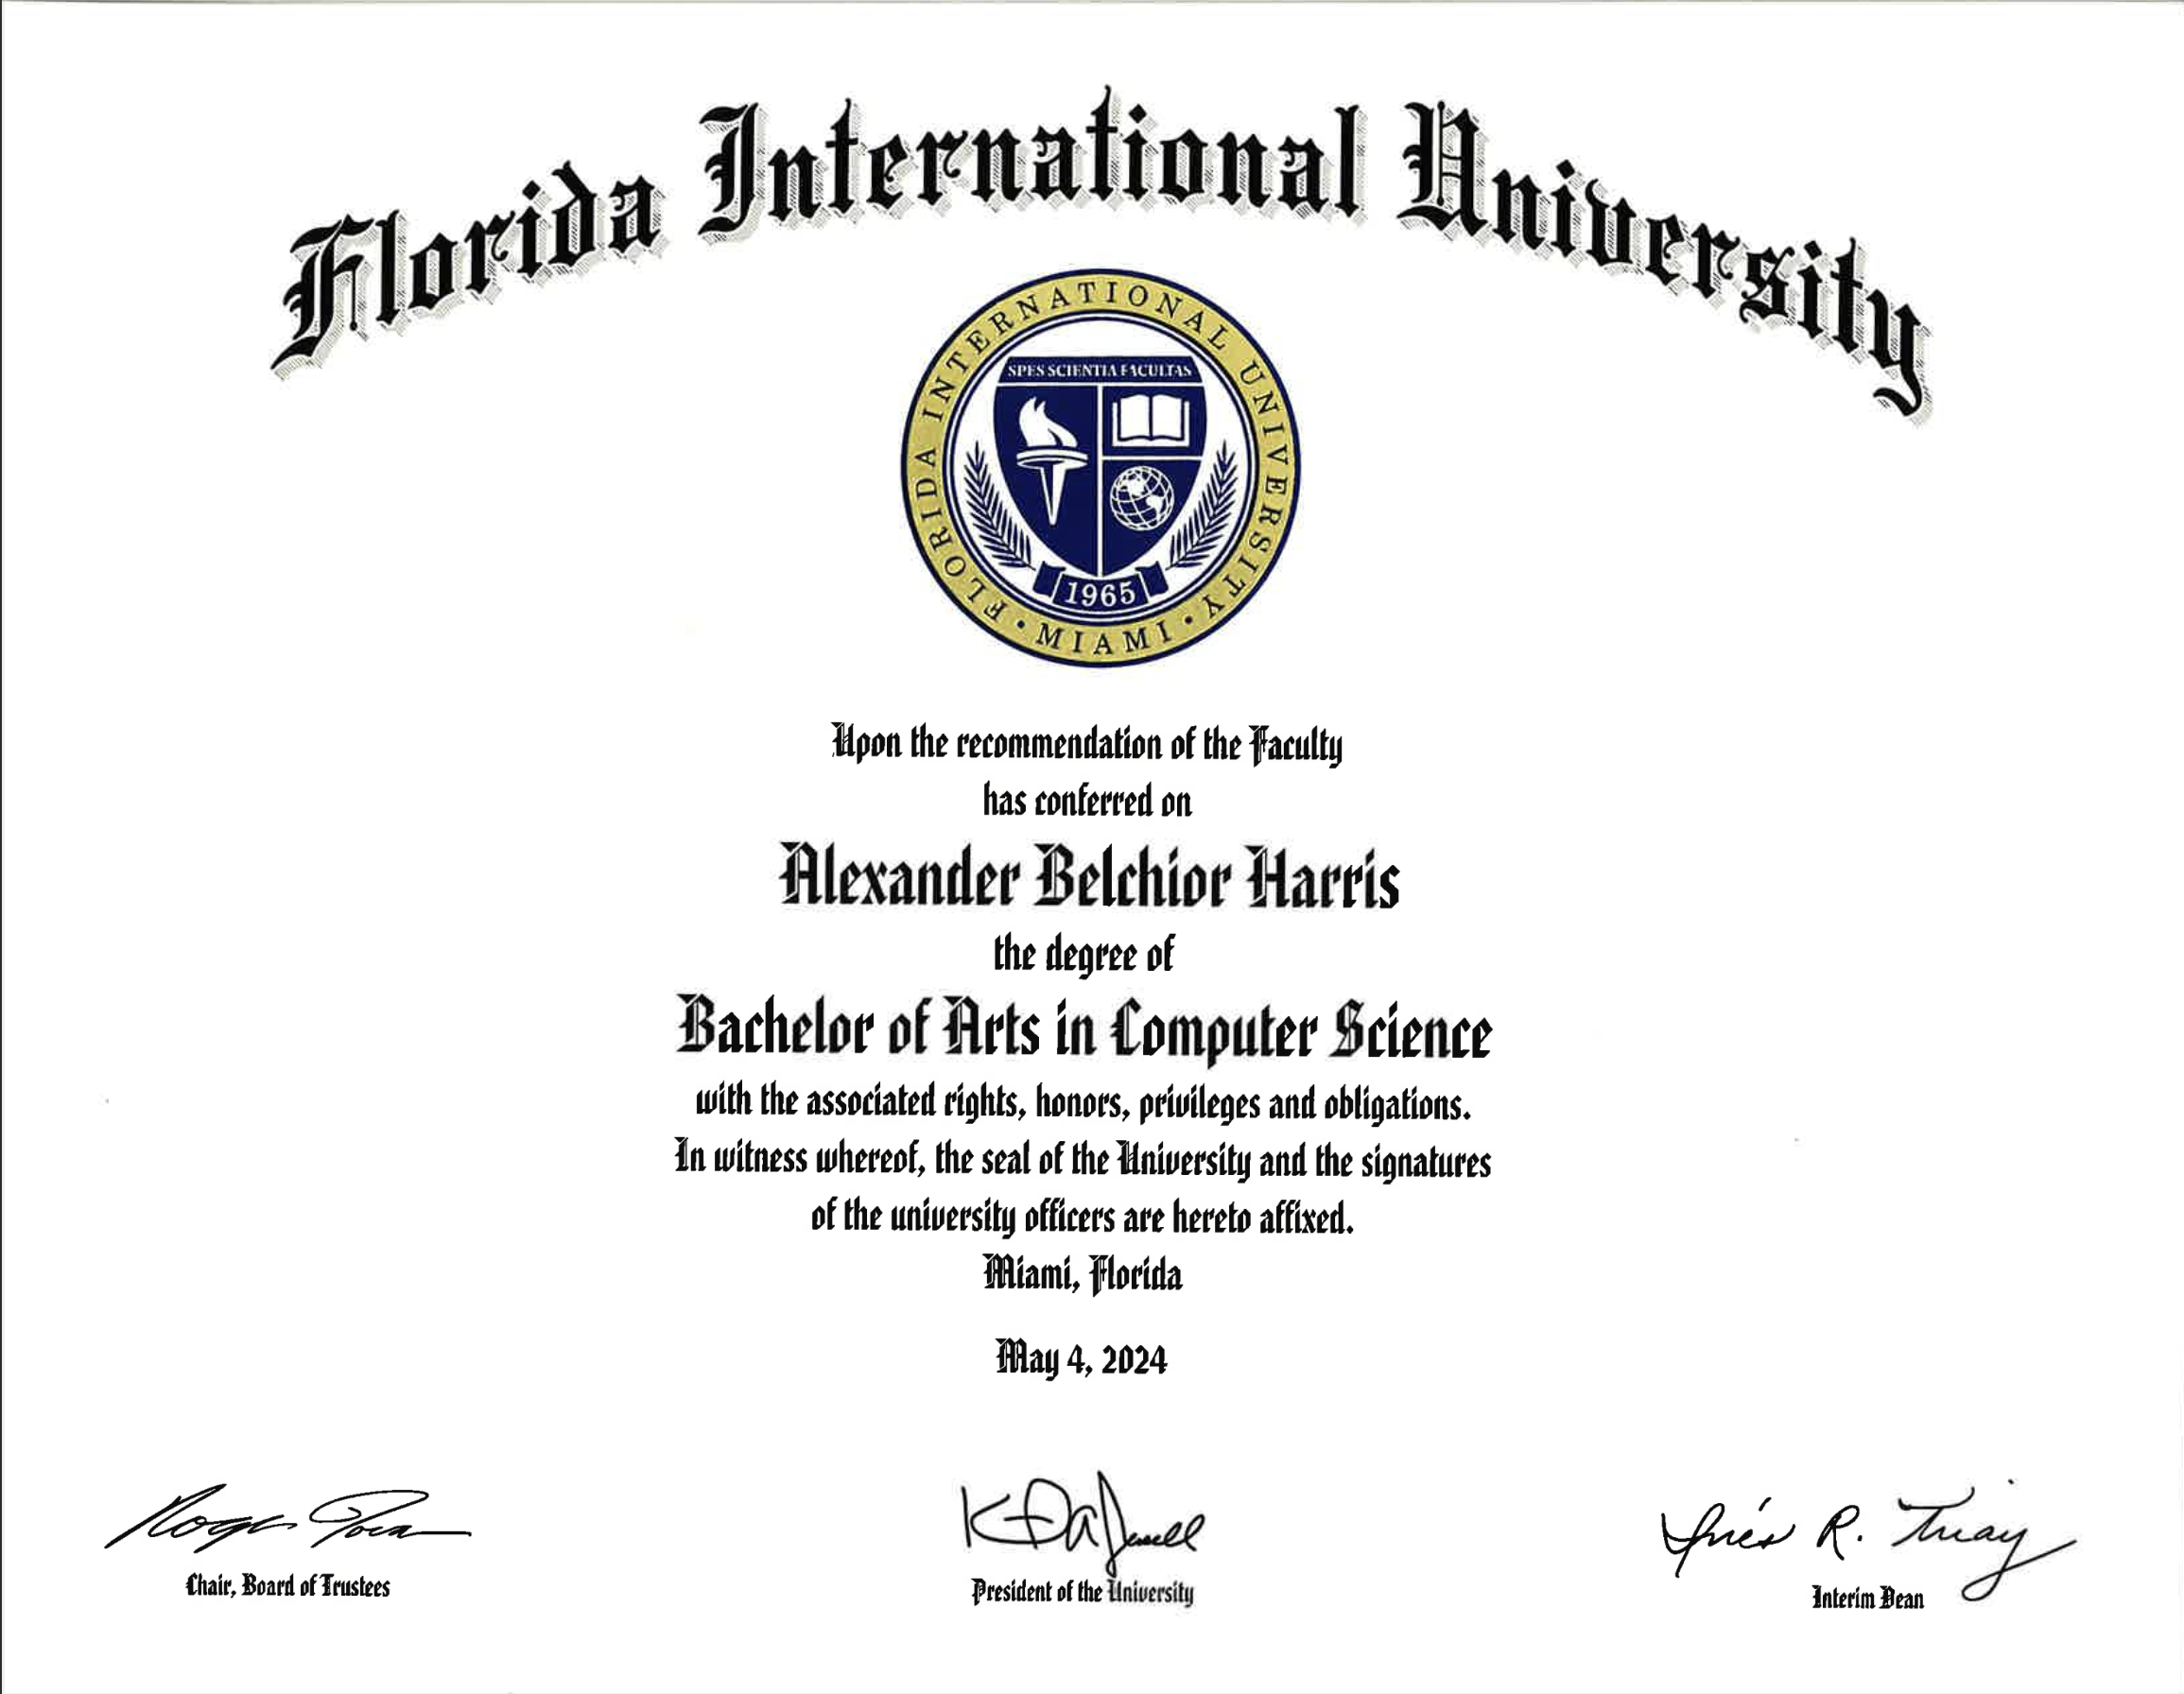 Florida International University
FLORIDA INTERNATIONAL UNIVERSITY • MIAMI •
SPES SCIENTIA FACULTAS
1965
Upon the recommendation of the Faculty
has conferred on
Alexander Belchior Harris
the degree of
Bachelor of Arts in Computer Science
with the associated rights, honors, privileges and obligations.
In witness whereof, the seal of the University and the signatures
of the university officers are hereto affixed.
Miami, Florida
May 4, 2024
Chair, Board of Trustees
President of the University
Inés R.
Interim Dean